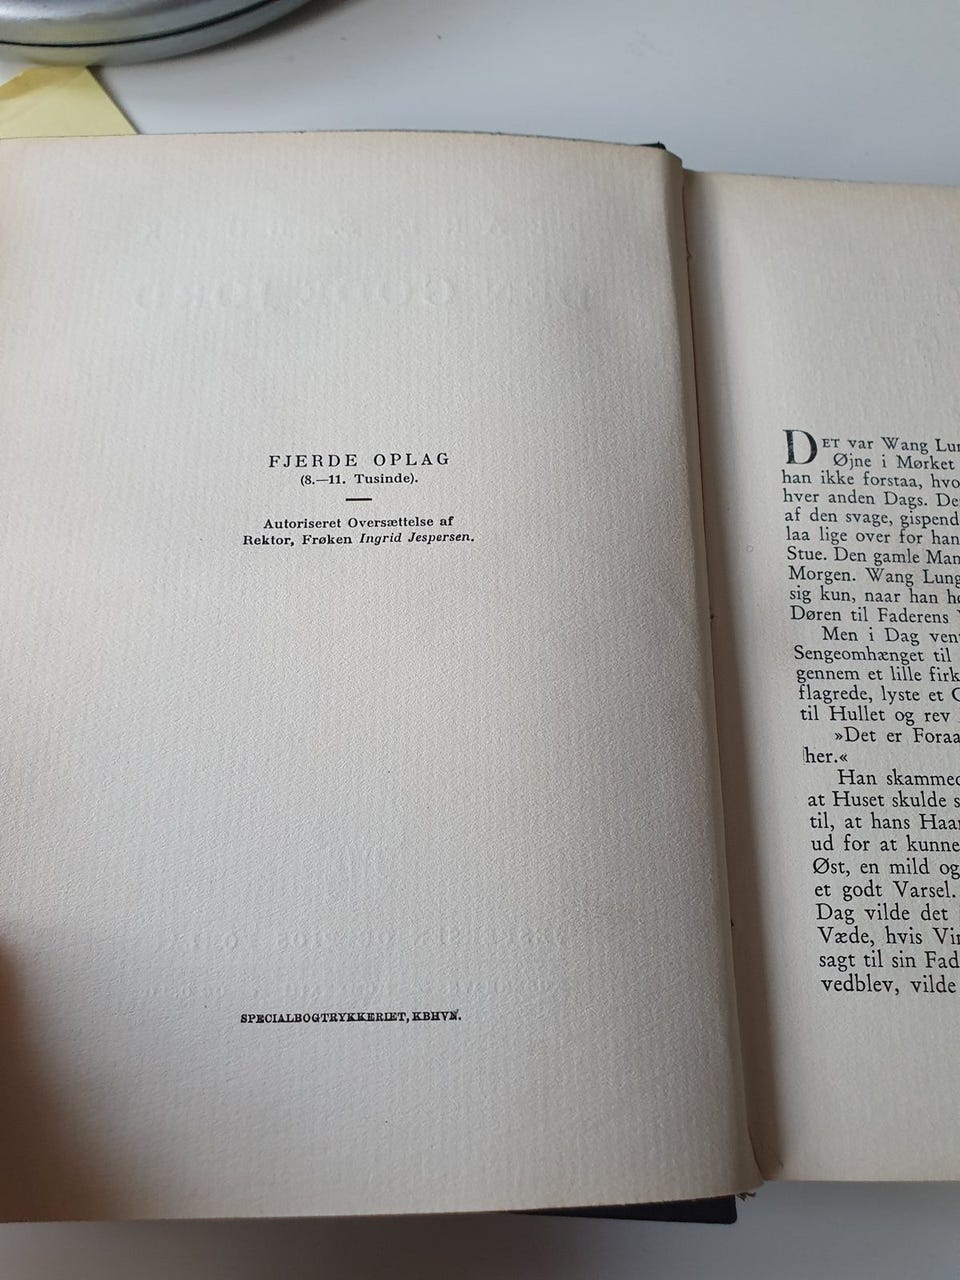 FJERDE OPLAG
(8.—11. Tusinde).
Autoriseret Oversættelse af
Rektor, Frøken Ingrid Jespersen.
SPECIALBOGTRYKKERIET, KBHVN.
DET var Wang Lun
Øjne i Mørket
han ikke forstaa, hvo
hver anden Dags. De
af den svage, gispend
laa lige over for han
Stue. Den gamle Man
Morgen. Wang Lung
sig kun, naar han hø
Døren til Faderens
Men i Dag vent
Sengeomhænget til
gennem et lille firk
flagrede, lyste et
til Hullet og rev
»Det er Foraa
her.«
Han skammed
at Huset skulde s
til, at hans Haan
ud for at kunne
Øst, en mild og
et godt Varsel.
Dag vilde det
Væde, hvis Vin
sagt til sin Fad
vedblev, vilde